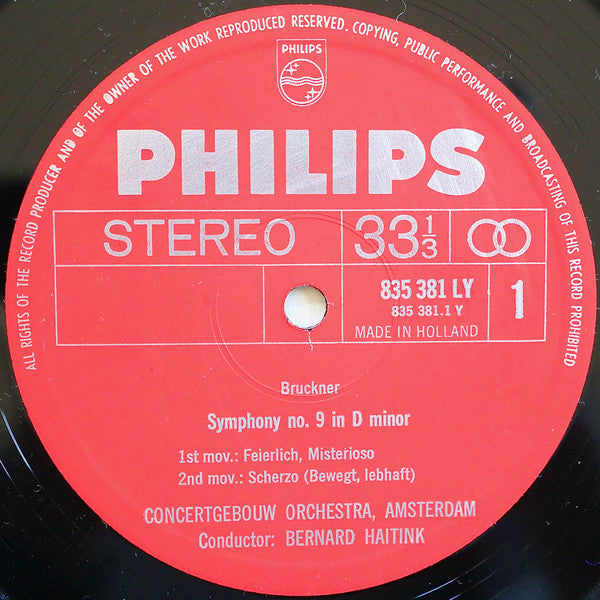 ALL RIGHTS OF THE RECORD PRODUCER AND OF THE OWNER OF THE WORK REPRODUCED RESERVED. COPYING, PUBLIC PERFORMANCE AND BROADCASTING OF THIS RECORD PROHIBITED
PHILIPS
PHILIPS
STEREO 33 1/3
835 381 LY 1
835 381.1 Y
MADE IN HOLLAND
Bruckner
Symphony no. 9 in D minor
1st mov.: Feierlich, Misterioso
2nd mov.: Scherzo (Bewegt, lebhaft)
CONCERTGEBOUW ORCHESTRA, AMSTERDAM
Conductor: BERNARD HAITINK